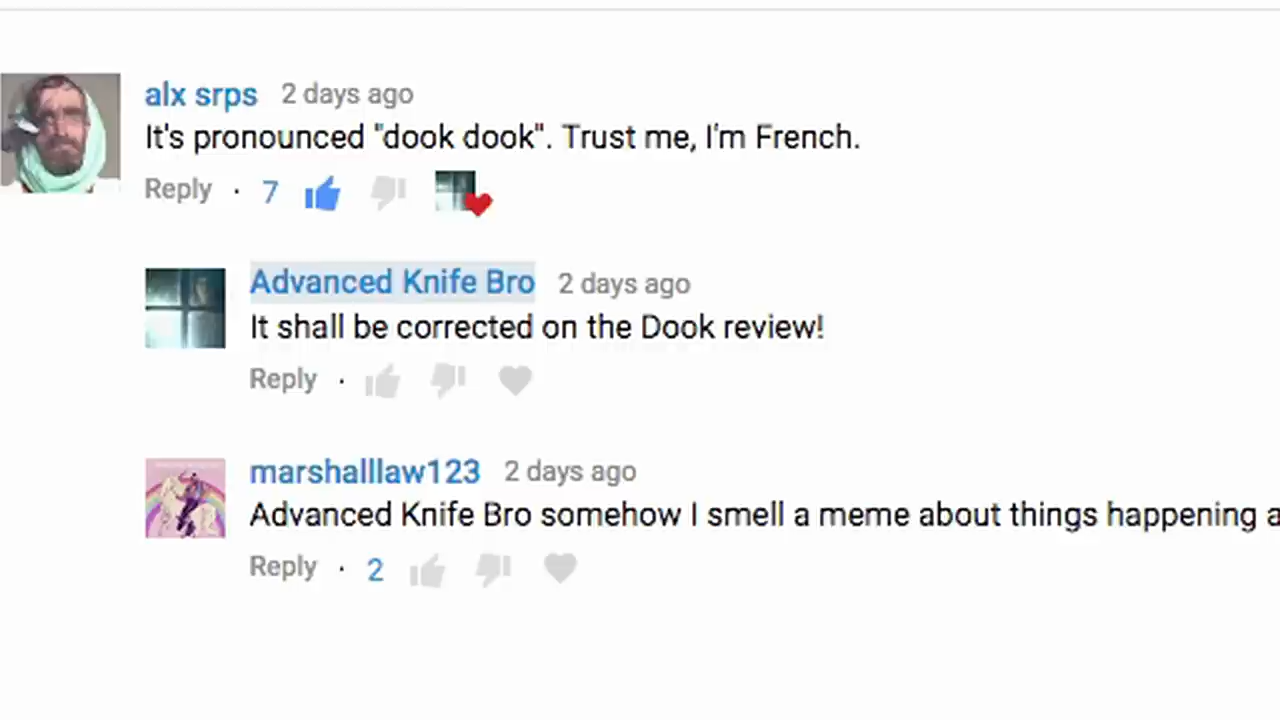 alx srps 2 days ago
It's pronounced "dook dook". Trust me, I'm French.
Reply · 7
Advanced Knife Bro 2 days ago
It shall be corrected on the Dook review!
Reply ·
marshalllaw123 2 days ago
Advanced Knife Bro somehow I smell a meme about things happening a
Reply · 2